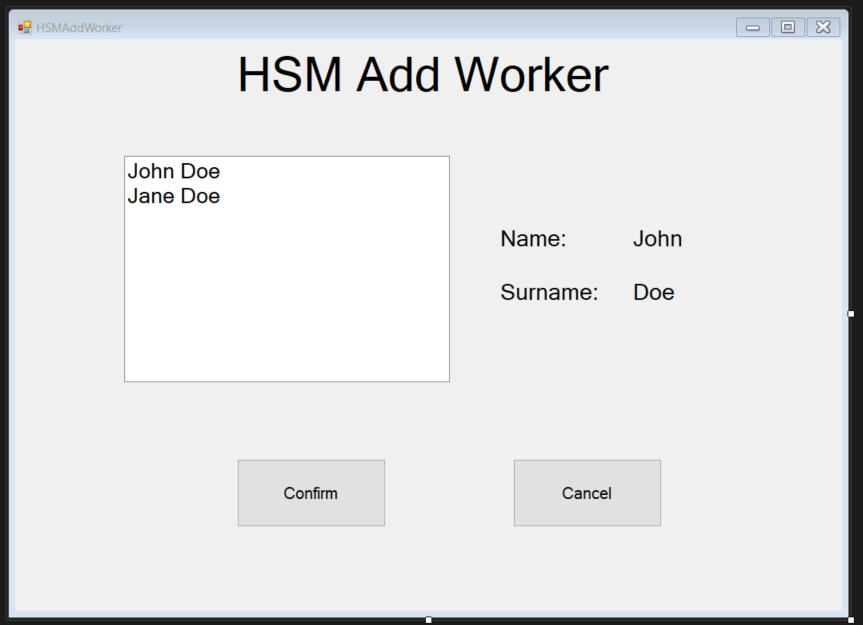 HSMAddWorker
HSM Add Worker
John Doe
Jane Doe
Name: John
Surname: Doe
Confirm Cancel